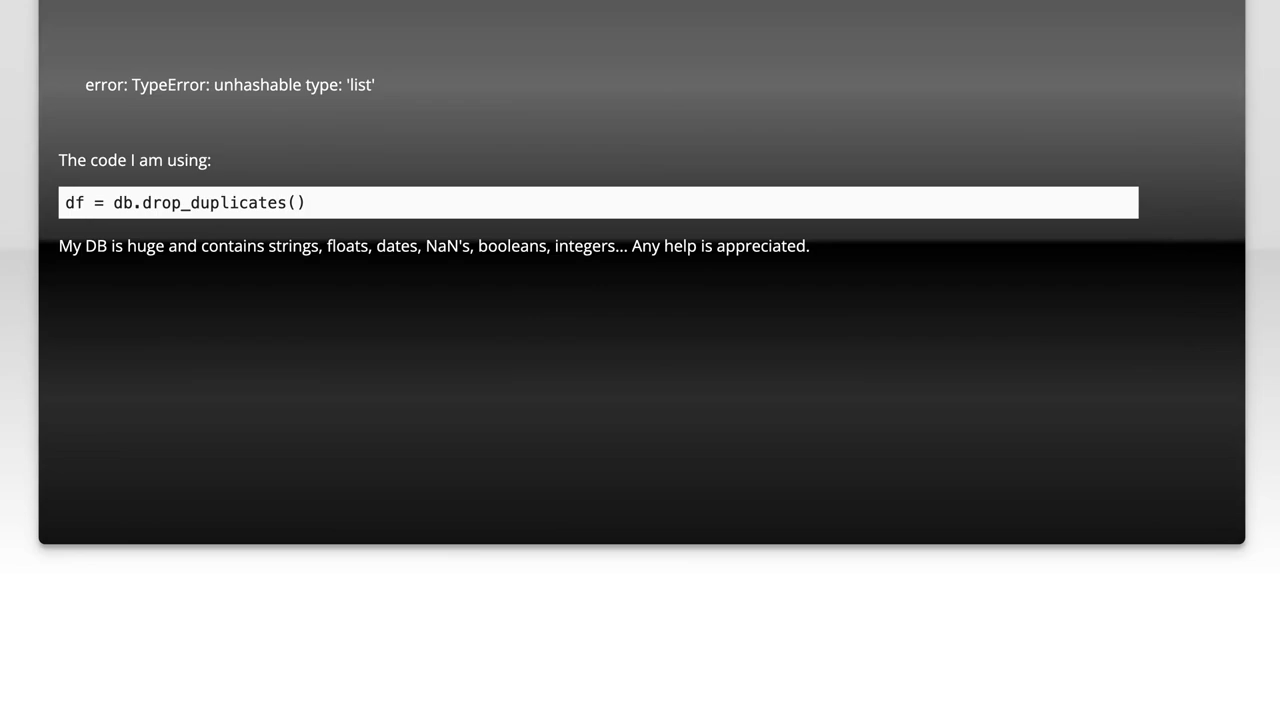 error: TypeError: unhashable type: 'list'
The code I am using:
df = db.drop_duplicates()
My DB is huge and contains strings, floats, dates, NaN's, booleans, integers... Any help is appreciated.